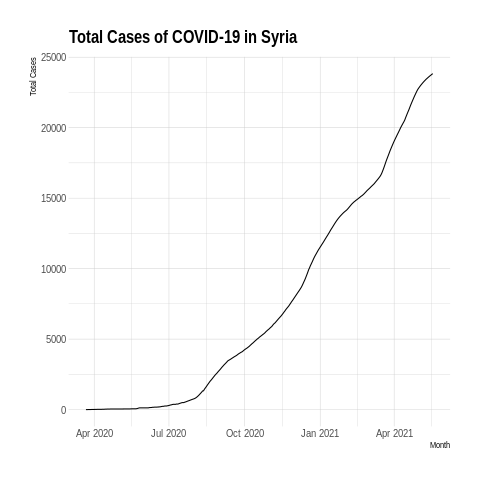 Total Cases of COVID-19 in Syria
Total Cases
25000
20000
15000
10000
5000
0
Apr 2020 Jul 2020 Oct 2020 Jan 2021 Apr 2021
Month